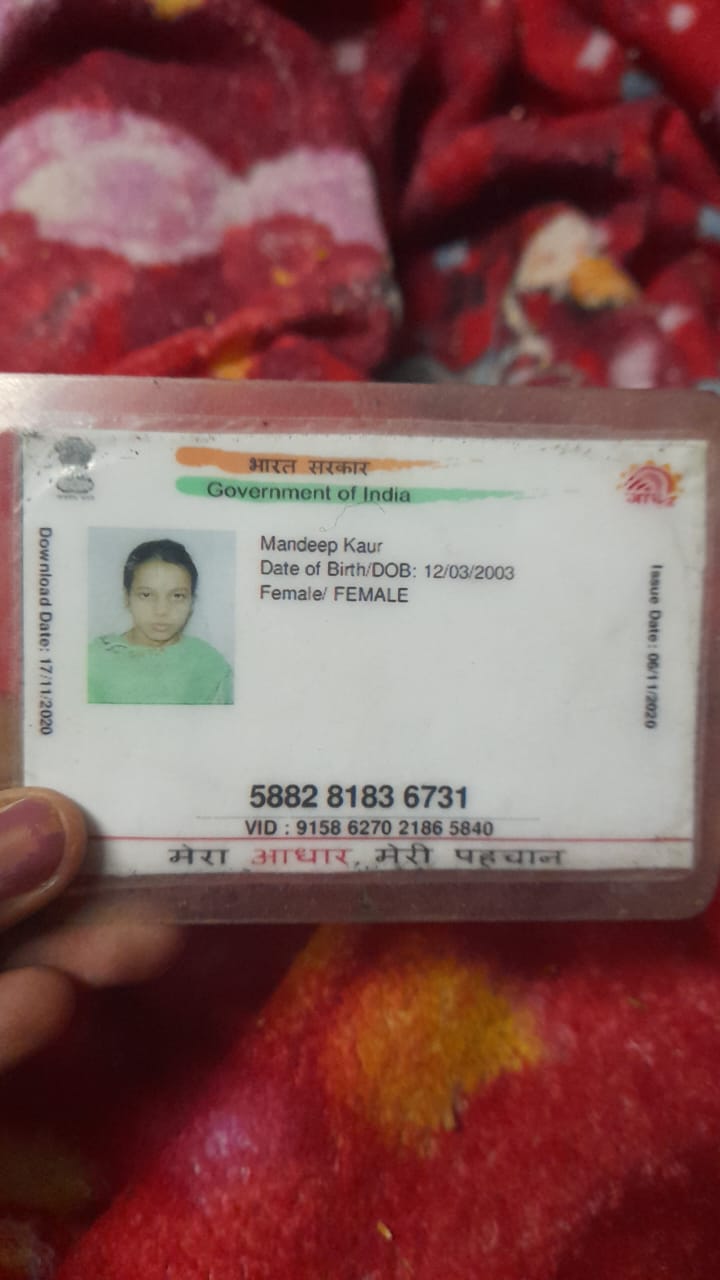 भारत सरकार
Government of India
Download Date: 17/11/2020
Mandeep Kaur
Date of Birth/DOB: 12/03/2003
Female/ FEMALE
Issue Date: 06/11/2020
5882 8183 6731
VID : 9158 6270 2186 5840
मेरा आधार, मेरी पहचान